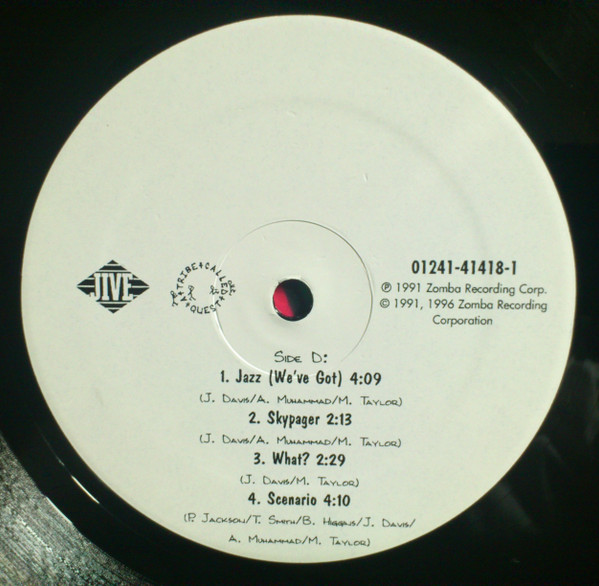 JIVE
A+TRIBE+CALLED
QUEST
01241-41418-1
℗ 1991 Zomba Recording Corp.
© 1991, 1996 Zomba Recording
Corporation
SIDE D:
1. Jazz (We've Got) 4:09
(J. DAVIS/A. MUHAMMAD/M. TAYLOR)
2. Skypager 2:13
(J. DAVIS/A. MUHAMMAD/M. TAYLOR)
3. What? 2:29
(J. DAVIS/M. TAYLOR)
4. Scenario 4:10
(P. JACKSON/T. SMITH/B. HIGGINS/J. DAVIS/
A. MUHAMMAD/M. TAYLOR)